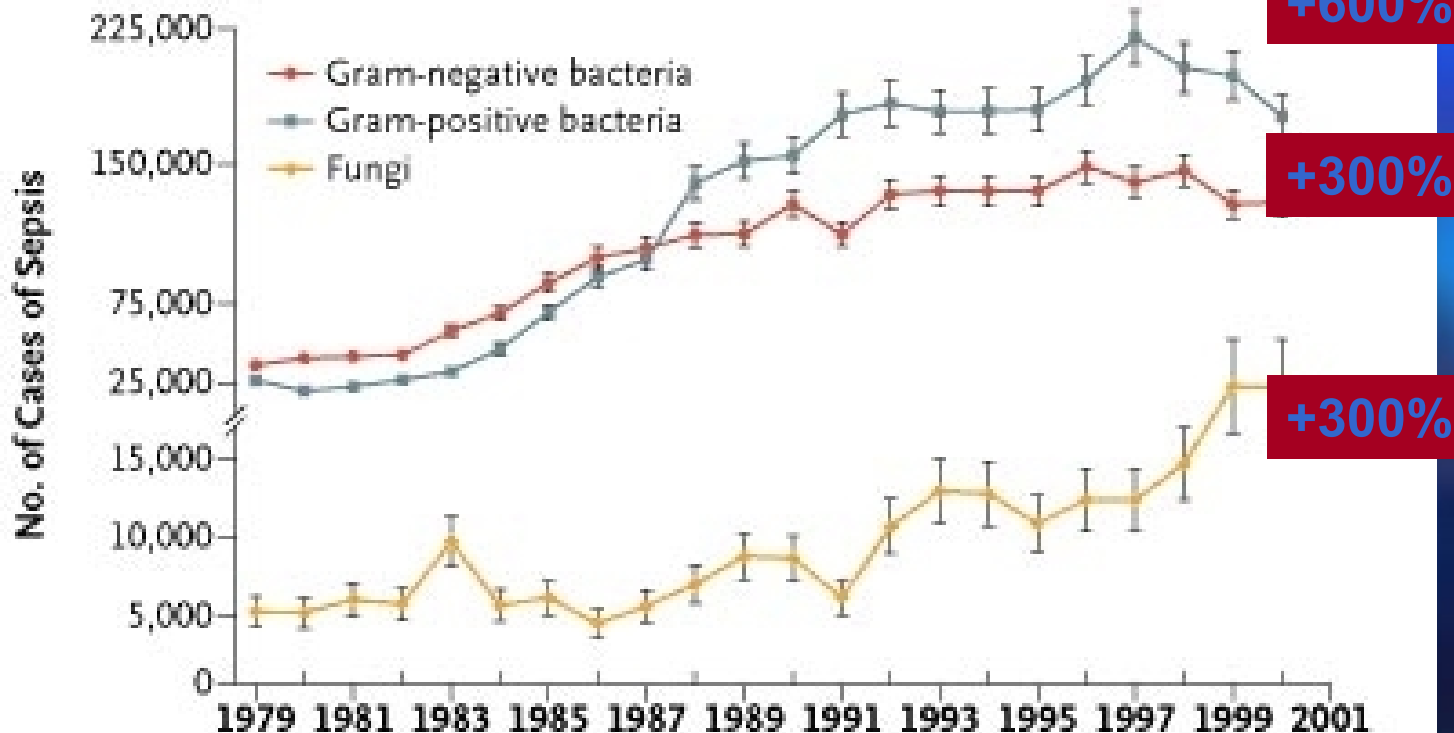 +600%
225,000
Gram-negative bacteria
Gram-positive bacteria
150,000
Fungi
+300%
No. of Cases of Sepsis
75,000
25,000
+300%
15,000
10,000
5,000
0
1979 1981 1983 1985 1987 1989 1991 1993 1995 1997 1999 2001